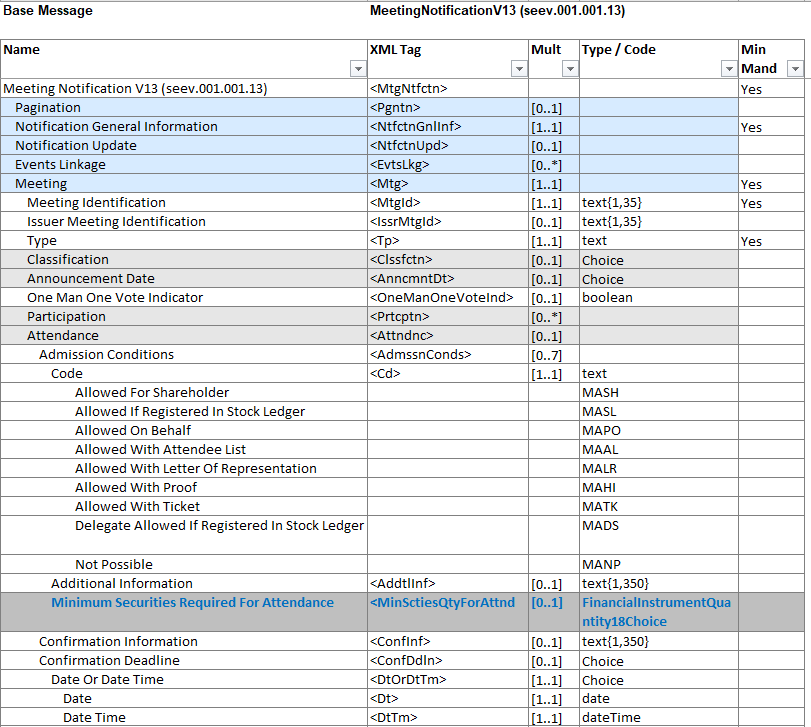 Base Message MeetingNotificationV13 (seev.001.001.13)
Name XML Tag Mult Type / Code Min Mand
Meeting Notification V13 (seev.001.001.13) <MtgNtfctn> Yes
Pagination <Pgntn> [0..1]
Notification General Information <NtfctnGnlInf> [1..1] Yes
Notification Update <NtfctnUpd> [0..1]
Events Linkage <EvtsLkg> [0..*]
Meeting <Mtg> [1..1] Yes
Meeting Identification <MtgId> [1..1] text{1,35} Yes
Issuer Meeting Identification <IssrMtgId> [0..1] text{1,35}
Type <Tp> [1..1] text Yes
Classification <Clssfctn> [0..1] Choice
Announcement Date <AnncmntDt> [0..1] Choice
One Man One Vote Indicator <OneManOneVoteInd> [0..1] boolean
Participation <Prtcptn> [0..*]
Attendance <Attndnc> [0..1]
Admission Conditions <AdmssnConds> [0..7]
Code <Cd> [1..1] text
Allowed For Shareholder MASH
Allowed If Registered In Stock Ledger MASL
Allowed On Behalf MAPO
Allowed With Attendee List MAAL
Allowed With Letter Of Representation MALR
Allowed With Proof MAHI
Allowed With Ticket MATK
Delegate Allowed If Registered In Stock Ledger MADS
Not Possible MANP
Additional Information <AddtlInf> [0..1] text{1,350}
Minimum Securities Required For Attendance <MinSctiesQtyForAttnd [0..1] FinancialInstrumentQua
ntity18Choice
Confirmation Information <ConfInf> [0..1] text{1,350}
Confirmation Deadline <ConfDdln> [0..1] Choice
Date Or Date Time <DtOrDtTm> [1..1] Choice
Date <Dt> [1..1] date
Date Time <DtTm> [1..1] dateTime